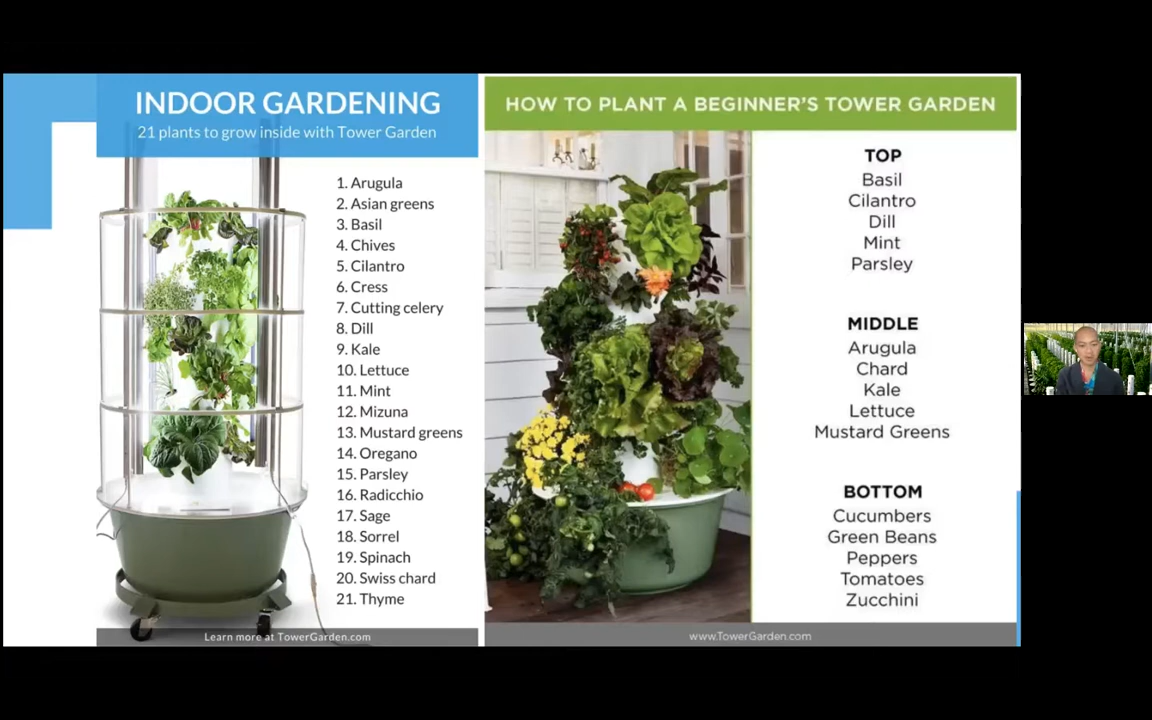 INDOOR GARDENING
21 plants to grow inside with Tower Garden
1. Arugula
2. Asian greens
3. Basil
4. Chives
5. Cilantro
6. Cress
7. Cutting celery
8. Dill
9. Kale
10. Lettuce
11. Mint
12. Mizuna
13. Mustard greens
14. Oregano
15. Parsley
16. Radicchio
17. Sage
18. Sorrel
19. Spinach
20. Swiss chard
21. Thyme
Learn more at TowerGarden.com
HOW TO PLANT A BEGINNER'S TOWER GARDEN
TOP
Basil
Cilantro
Dill
Mint
Parsley
MIDDLE
Arugula
Chard
Kale
Lettuce
Mustard Greens
BOTTOM
Cucumbers
Green Beans
Peppers
Tomatoes
Zucchini
www.TowerGarden.com